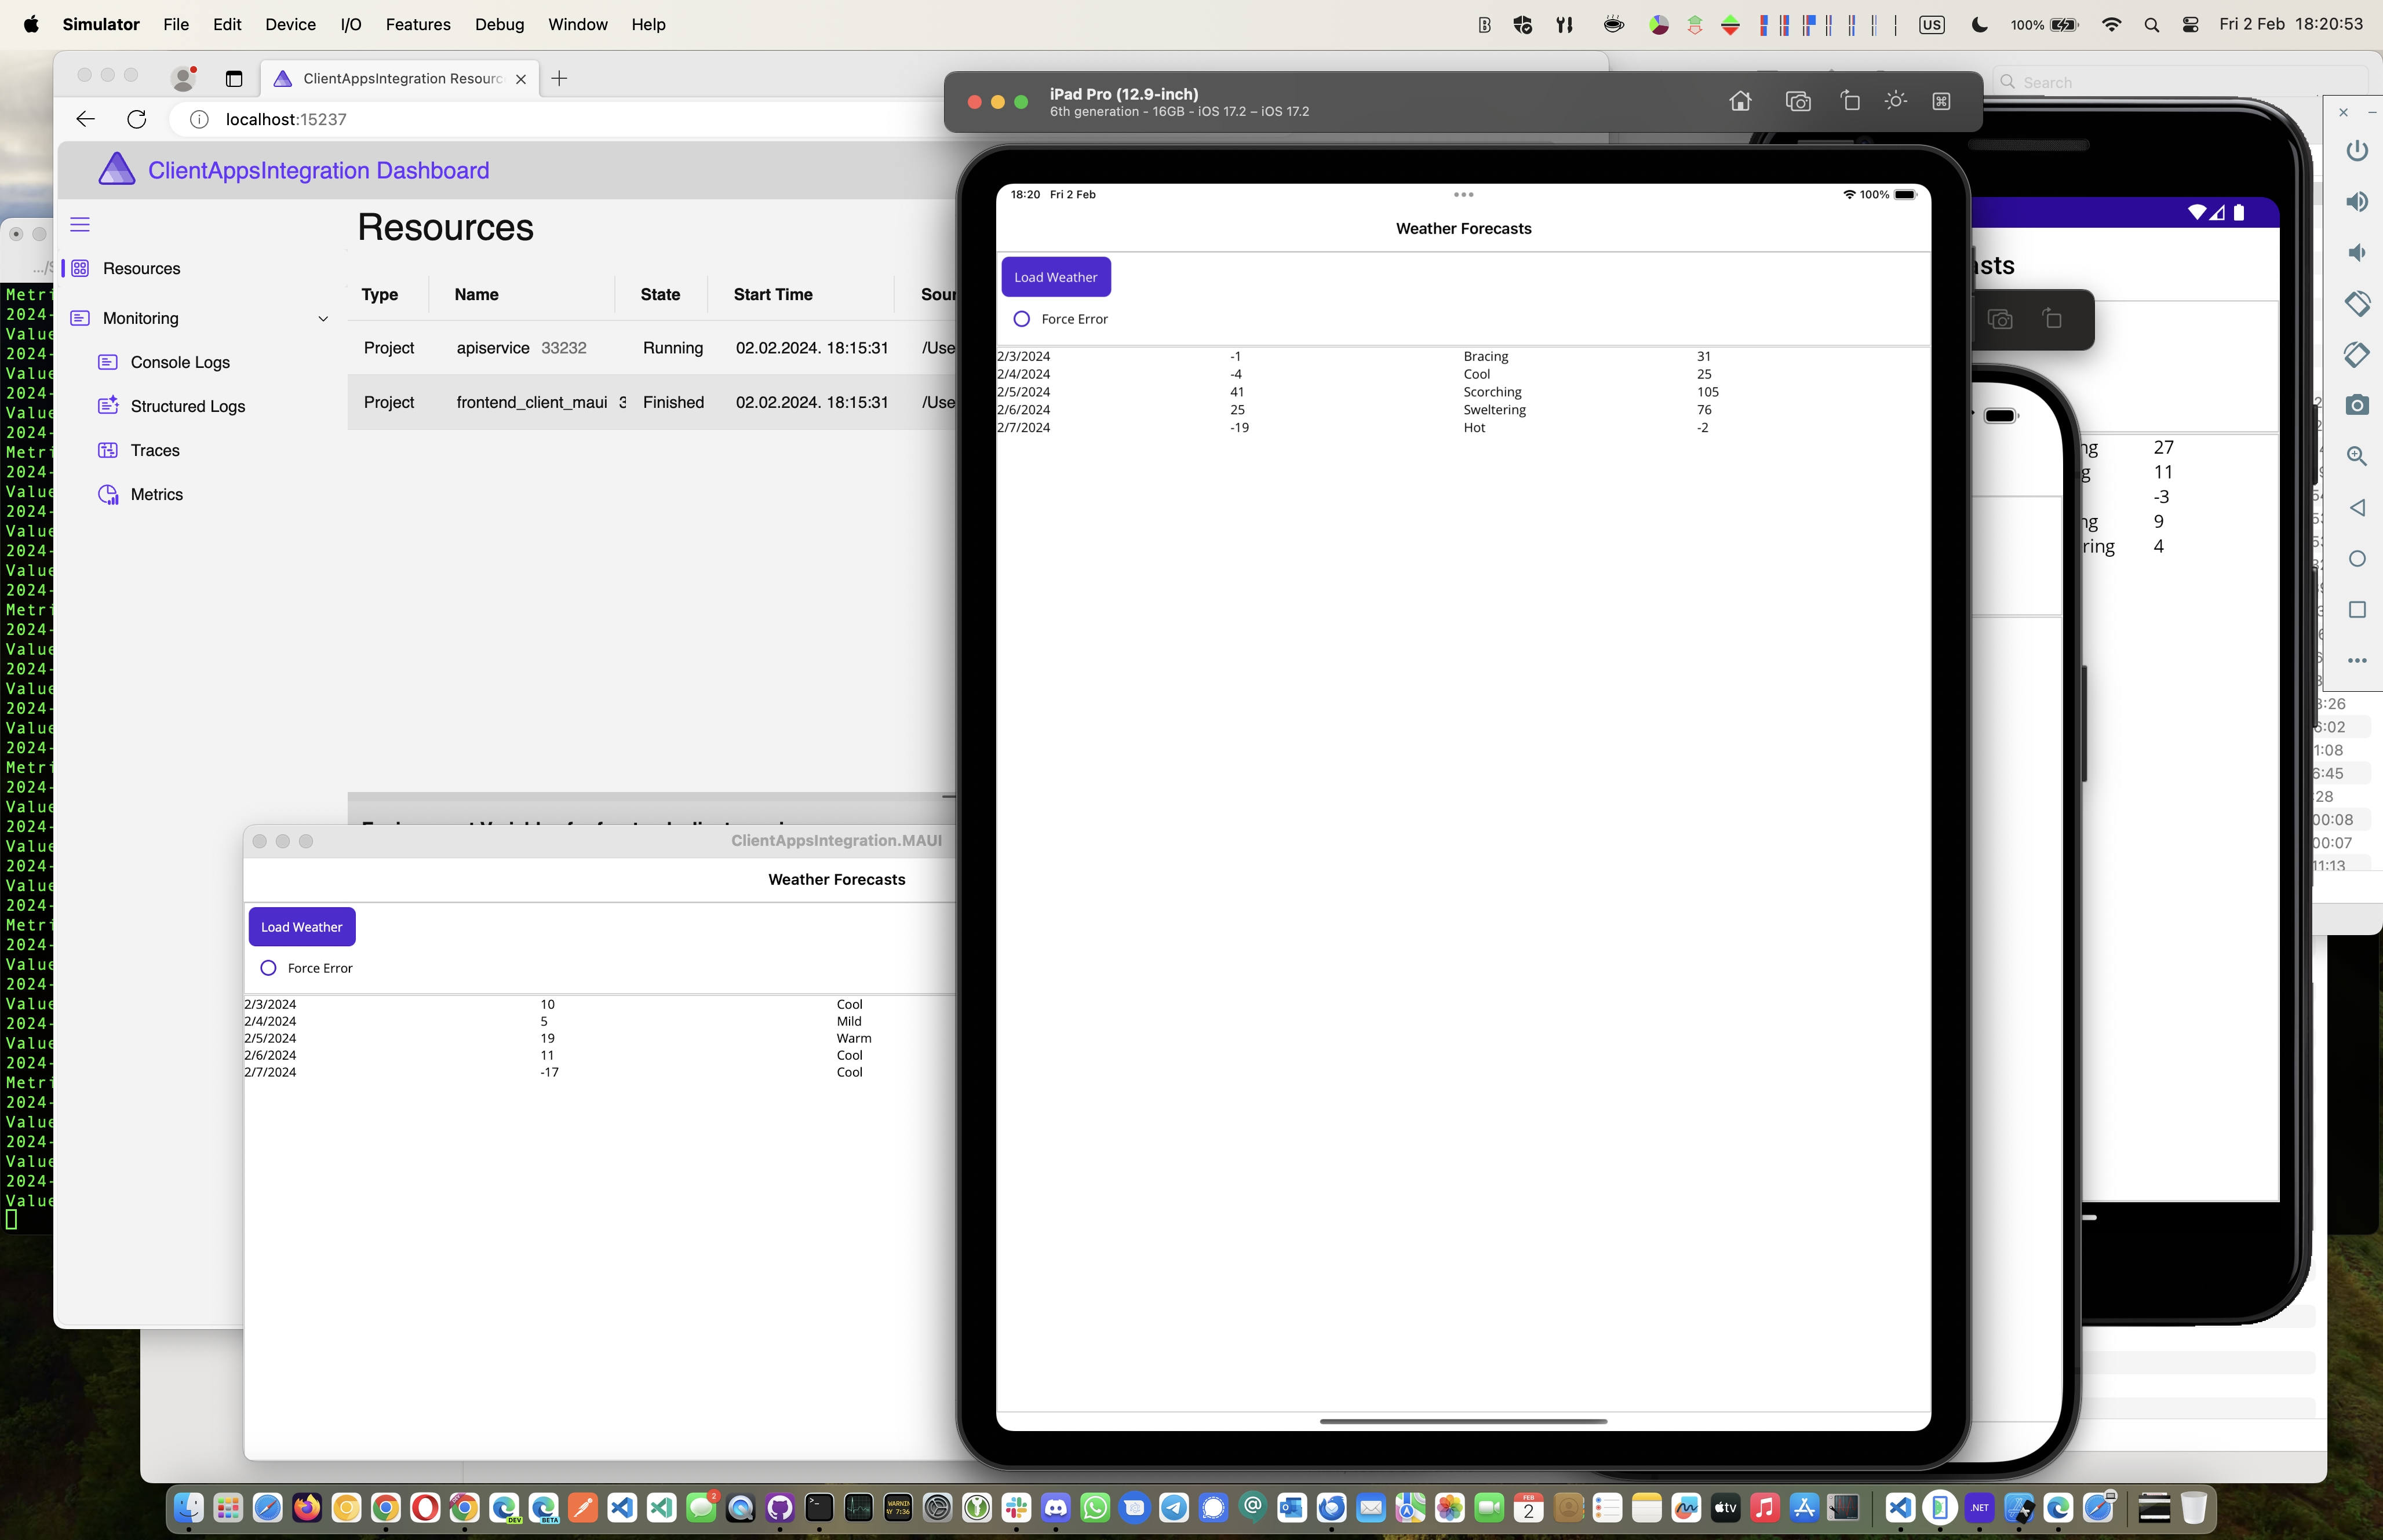 Simulator File Edit Device I/O Features Debug Window Help
US 100% Fri 2 Feb 18:20:53
ClientAppsIntegration Resourc
Search
localhost:15237
ClientAppsIntegration Dashboard
Resources
Monitoring
Console Logs
Structured Logs
Traces
Metrics
Resources
Type Name State Start Time Sour
Project apiservice 33232 Running 02.02.2024. 18:15:31 /Use
Project frontend_client_maui 3 Finished 02.02.2024. 18:15:31 /Use
ClientAppsIntegration.MAUI
Weather Forecasts
Load Weather
Force Error
2/3/2024 10 Cool
2/4/2024 5 Mild
2/5/2024 19 Warm
2/6/2024 11 Cool
2/7/2024 -17 Cool
iPad Pro (12.9-inch)
6th generation - 16GB - iOS 17.2 – iOS 17.2
18:20 Fri 2 Feb 100%
Weather Forecasts
Load Weather
Force Error
2/3/2024 -1 Bracing 31
2/4/2024 -4 Cool 25
2/5/2024 41 Scorching 105
2/6/2024 25 Sweltering 76
2/7/2024 -19 Hot -2
asts
ng 27
g 11
-3
ng 9
ring 4
3:26
6:02
1:08
6:45
:28
00:08
00:07
11:13